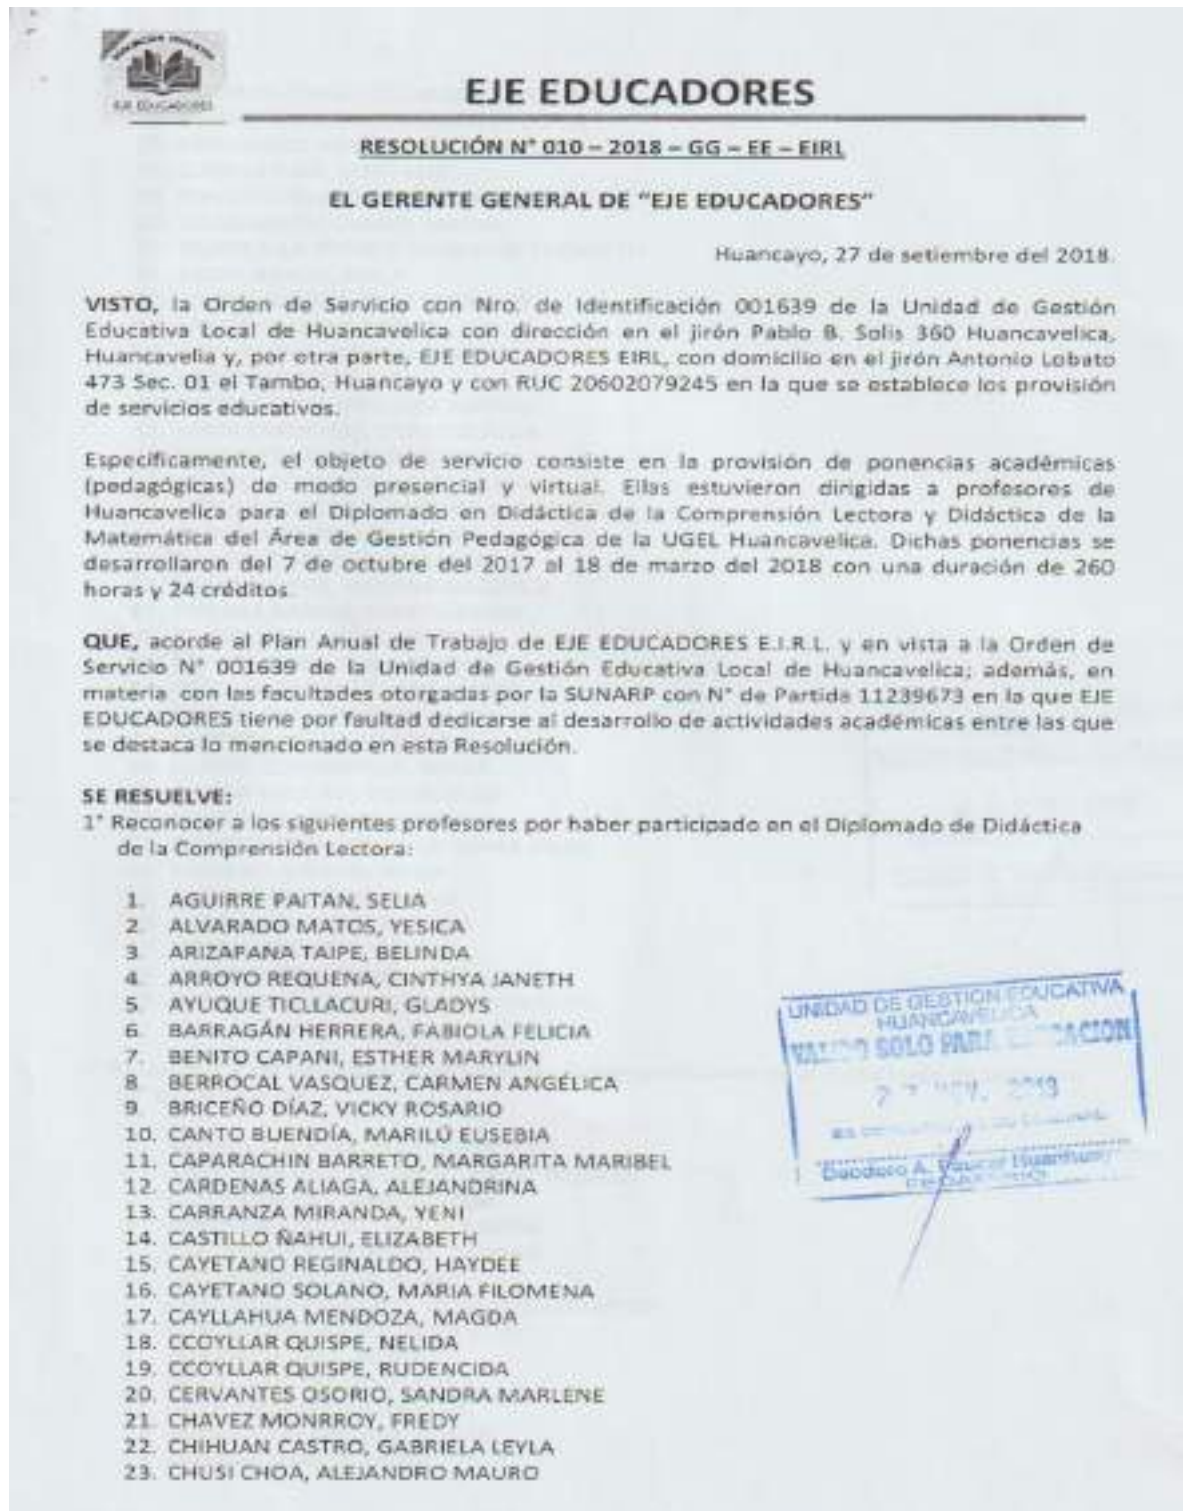 EJE EDUCADORES
EJE EDUCADORES
RESOLUCIÓN N° 010 – 2018 – GG – EE – EIRL
EL GERENTE GENERAL DE "EJE EDUCADORES"
Huancayo, 27 de setiembre del 2018.
VISTO, la Orden de Servicio con Nro. de Identificación 001639 de la Unidad de Gestión
Educativa Local de Huancavelica con dirección en el jirón Pablo B. Solis 360 Huancavelica,
Huancavelia y, por otra parte, EJE EDUCADORES EIRL, con domicilio en el jirón Antonio Lobato
473 Sec. 01 el Tambo, Huancayo y con RUC 20602079245 en la que se establece los provisión
de servicios educativos.
Específicamente, el objeto de servicio consiste en la provisión de ponencias académicas
(pedagógicas) de modo presencial y virtual. Ellas estuvieron dirigidas a profesores de
Huancavelica para el Diplomado en Didáctica de la Comprensión Lectora y Didáctica de la
Matemática del Área de Gestión Pedagógica de la UGEL Huancavelica. Dichas ponencias se
desarrollaron del 7 de octubre del 2017 al 18 de marzo del 2018 con una duración de 260
horas y 24 créditos.
QUE, acorde al Plan Anual de Trabajo de EJE EDUCADORES E.I.R.L. y en vista a la Orden de
Servicio N° 001639 de la Unidad de Gestión Educativa Local de Huancavelica; además, en
materia con las facultades otorgadas por la SUNARP con N° de Partida 11239673 en la que EJE
EDUCADORES tiene por faultad dedicarse al desarrollo de actividades académicas entre las que
se destaca lo mencionado en esta Resolución.
SE RESUELVE:
1° Reconocer a los siguientes profesores por haber participado en el Diplomado de Didáctica
de la Comprensión Lectora:
1. AGUIRRE PAITAN, SELIA
2. ALVARADO MATOS, YESICA
3. ARIZAPANA TAIPE, BELINDA
4. ARROYO REQUENA, CINTHYA JANETH
5. AYUQUE TICLLACURI, GLADYS
6. BARRAGÁN HERRERA, FABIOLA FELICIA
7. BENITO CAPANI, ESTHER MARYLIN
8. BERROCAL VASQUEZ, CARMEN ANGÉLICA
9. BRICEÑO DÍAZ, VICKY ROSARIO
10. CANTO BUENDÍA, MARILÚ EUSEBIA
11. CAPARACHIN BARRETO, MARGARITA MARIBEL
12. CARDENAS ALIAGA, ALEJANDRINA
13. CARRANZA MIRANDA, YENI
14. CASTILLO ÑAHUI, ELIZABETH
15. CAYETANO REGINALDO, HAYDEE
16. CAYETANO SOLANO, MARIA FILOMENA
17. CAYLLAHUA MENDOZA, MAGDA
18. CCOYLLAR QUISPE, NELIDA
19. CCOYLLAR QUISPE, RUDENCIDA
20. CERVANTES OSORIO, SANDRA MARLENE
21. CHAVEZ MONRROY, FREDY
22. CHIHUAN CASTRO, GABRIELA LEYLA
23. CHUSI CHOA, ALEJANDRO MAURO
UNIDAD DE GESTION EDUCATIVA
HUANCAVELICA
VALIDO SOLO PARA
2019
A.